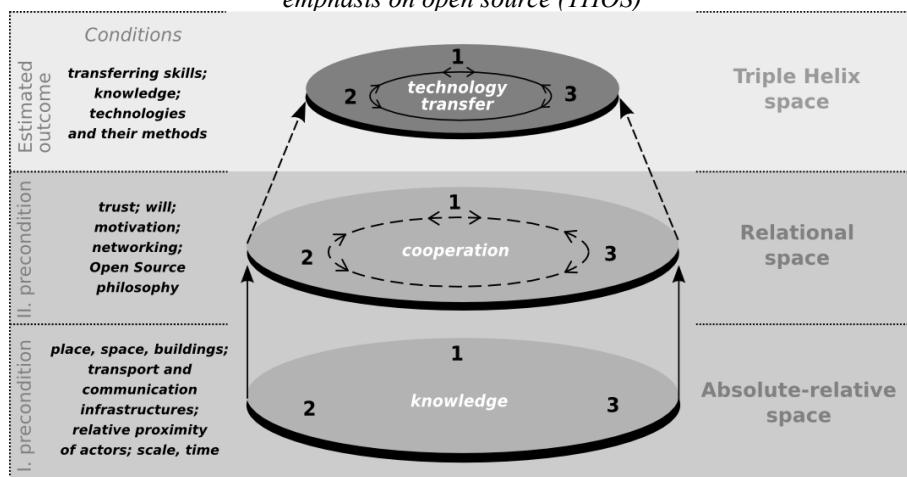 emphasis on open source (THOS)
Conditions
Estimated
outcome
transferring skills;
knowledge;
technologies
and their methods
1
2
technology
transfer
3
Triple Helix
space
II. precondition
trust; will;
motivation;
networking;
Open Source
philosophy
1
2
cooperation
3
Relational
space
I. precondition
place, space, buildings;
transport and
communication
infrastructures;
relative proximity
of actors; scale, time
1
2
knowledge
3
Absolute-relative
space